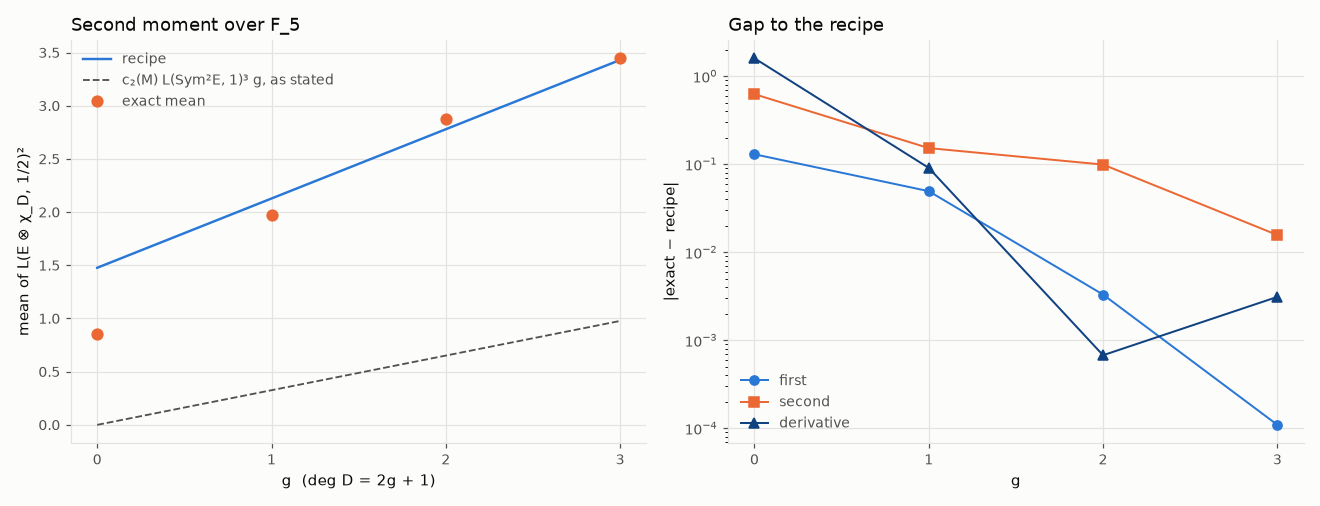 Second moment over F_5
recipe
c₂(M) L(Sym²E, 1)³ g, as stated
exact mean
mean of L(E ⊗ χ_D, 1/2)²
3.5
3.0
2.5
2.0
1.5
1.0
0.5
0.0
0 1 2 3
g (deg D = 2g + 1)
Gap to the recipe
|exact − recipe|
10⁰
10⁻¹
10⁻²
10⁻³
10⁻⁴
first
second
derivative
0 1 2 3
g